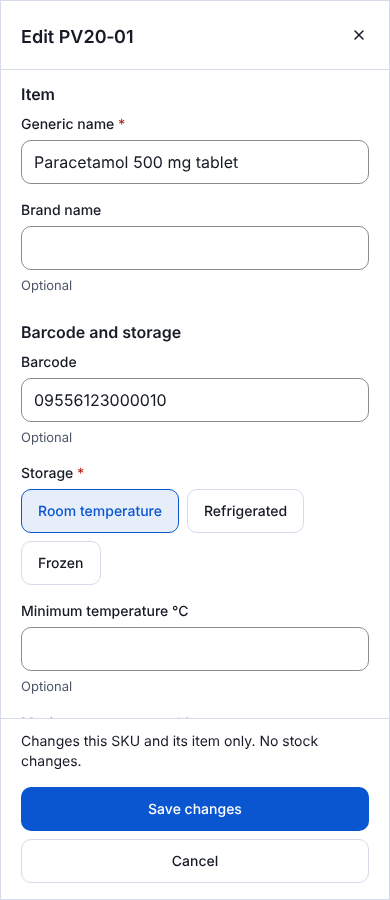 Edit PV20-01
Item
Generic name *
Paracetamol 500 mg tablet
Brand name
Optional
Barcode and storage
Barcode
09556123000010
Optional
Storage *
Room temperature
Refrigerated
Frozen
Minimum temperature °C
Optional
Changes this SKU and its item only. No stock
changes.
Save changes
Cancel